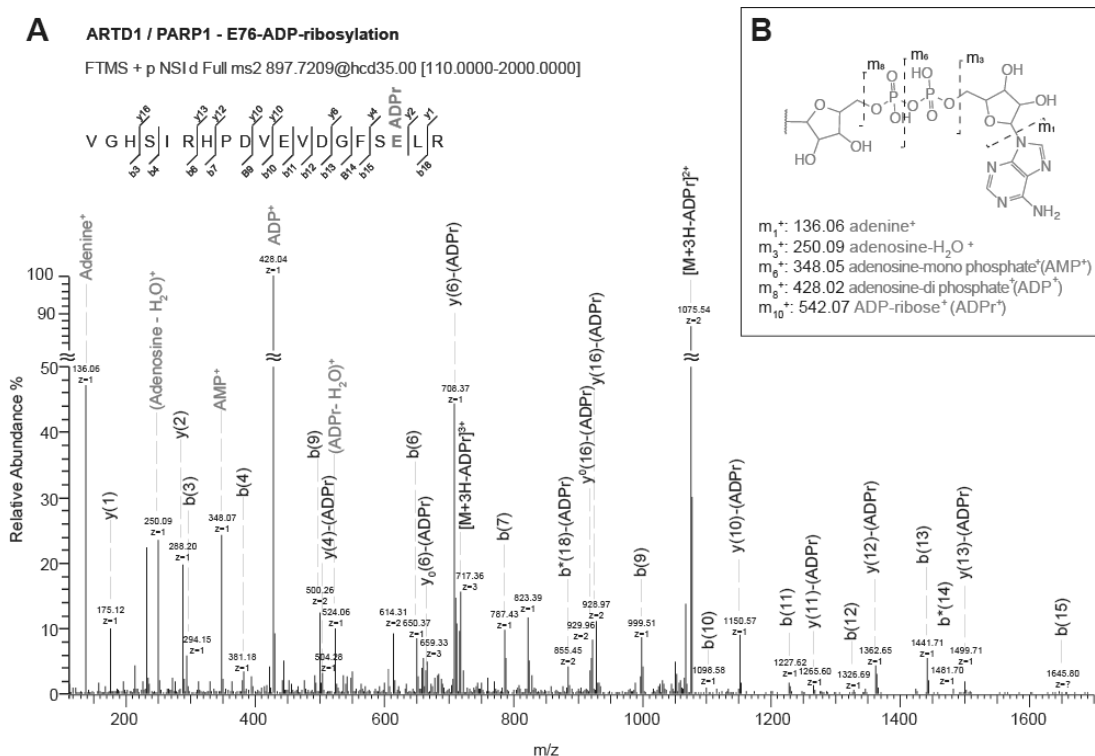 A
ARTD1 / PARP1 - E76-ADP-ribosylation
FTMS + p NSI d Full ms2 897.7209@hcd35.00 [110.0000-2000.0000]
y16 y13 y12 y10 y10 y6 y4 y2 y1
ADPr
V G H S I R H P D V E V D G F S E L R
b3 b4 b6 b7 B9 b10 b11 b12 b13 B14 b15 b18
B
m8 m6 m3
m1
O O HO O
P P
O O O O OH
OH
HO OH
N N N N
NH2
m₁⁺: 136.06 adenine⁺
m₃⁺: 250.09 adenosine-H₂O ⁺
m₆⁺: 348.05 adenosine-mono phosphate⁺(AMP⁺)
m₈⁺: 428.02 adenosine-di phosphate⁺(ADP⁺)
m₁₀⁺: 542.07 ADP-ribose⁺ (ADPr⁺)
Relative Abundance %
100
90
50
40
30
20
10
0
Adenine⁺
136.06
z=1
y(1)
175.12
z=1
(Adenosine - H₂O)⁺
250.09
z=1
y(2)
288.20
z=1
b(3)
294.15
z=1
AMP⁺
348.07
z=1
b(4)
381.18
z=1
ADP⁺
428.04
z=1
b(9)
500.26
z=2
y(4)-(ADPr)
504.28
z=1
(ADPr- H₂O)⁺
524.06
z=1
614.31
z=2
b(6)
650.37
z=1
y₀(6)-(ADPr)
659.33
z=3
y(6)-(ADPr)
708.37
z=1
[M+3H-ADPr]³⁺
717.36
z=3
b(7)
787.43
z=1
823.39
z=1
b*(18)-(ADPr)
855.45
z=2
y⁰(16)-(ADPr)
929.96
z=2
y(16)-(ADPr)
928.97
z=2
b(9)
999.51
z=1
[M+3H-ADPr]²⁺
1075.54
z=2
b(10)
1098.58
z=1
y(10)-(ADPr)
1150.57
z=1
b(11)
1227.62
z=1
y(11)-(ADPr)
1265.60
z=1
b(12)
1326.69
z=1
y(12)-(ADPr)
1362.65
z=1
b(13)
1441.71
z=1
b*(14)
1481.70
z=1
y(13)-(ADPr)
1499.71
z=1
b(15)
1645.80
z=?
200 400 600 800 1000 1200 1400 1600
m/z